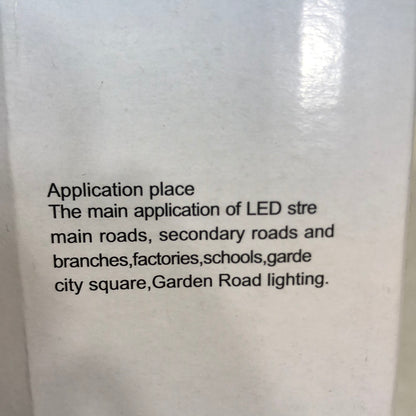 Application place
The main application of LED stre
main roads, secondary roads and
branches,factories,schools,garde
city square,Garden Road lighting.